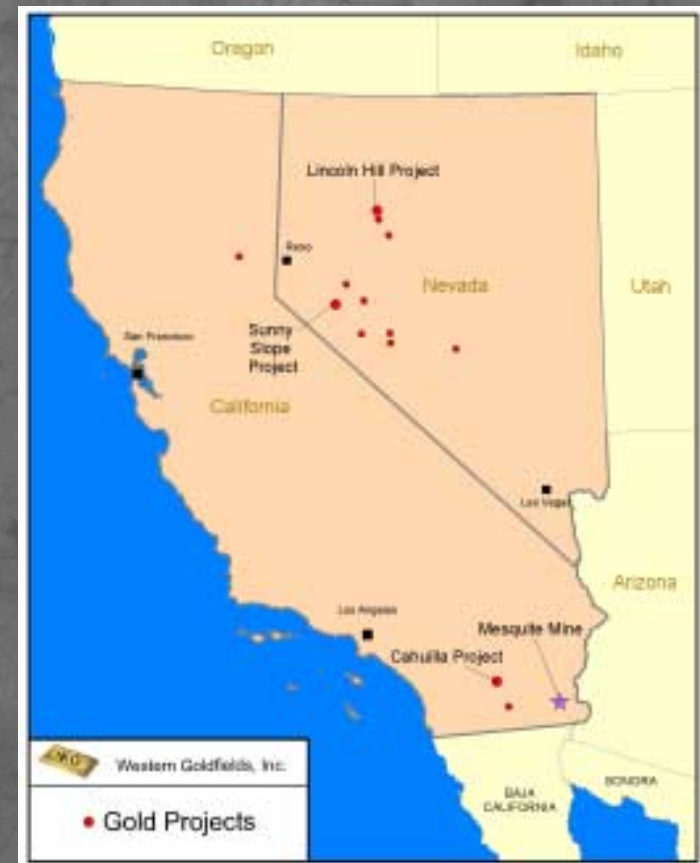 Oregon
Idaho
Lincoln Hill Project
Reno
Nevada
Utah
Sunny
Slope
Project
San Francisco
California
Las Vegas
Arizona
Los Angeles
Mesquite Mine
Cahuilla Project
Western Goldfields, Inc.
BAJA
CALIFORNIA
SONORA
Gold Projects